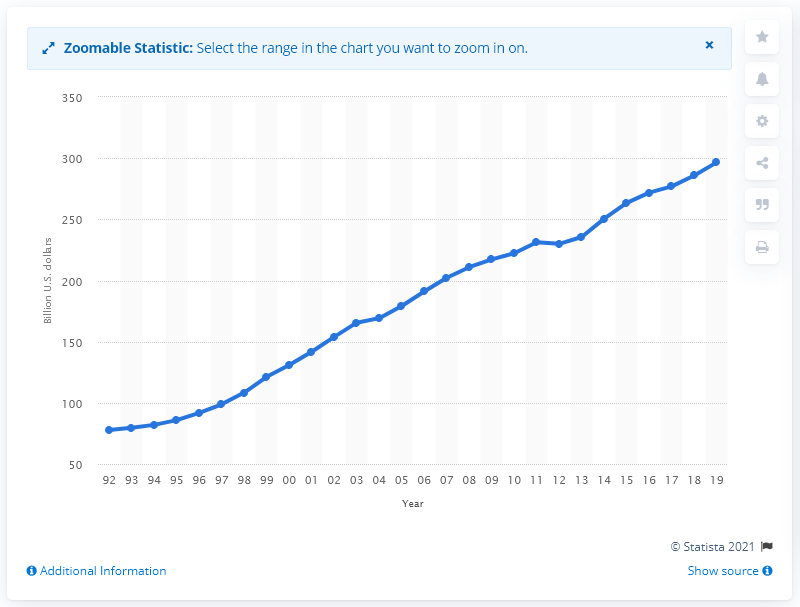 Zoomable Statistic: Select the range in the chart you want to zoom in on.
350
300
250
200
150
100
50
Billion U.S. dollars
92 93 94 95 96 97 98 99 00 01 02 03 04 05 06 07 08 09 10 11 12 13 14 15 16 17 18 19
Year
© Statista 2021
Additional Information
Show source